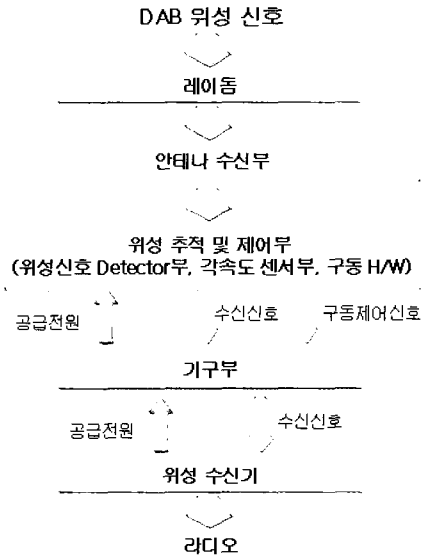 DAB 위성 신호
레이돔
안테나 수신부
위성 추적 및 제어부
(위성신호 Detector부, 각속도 센서부, 구동 H/W)
공급전원 수신신호 구동제어신호
기구부
공급전원 수신신호
위성 수신기
라디오